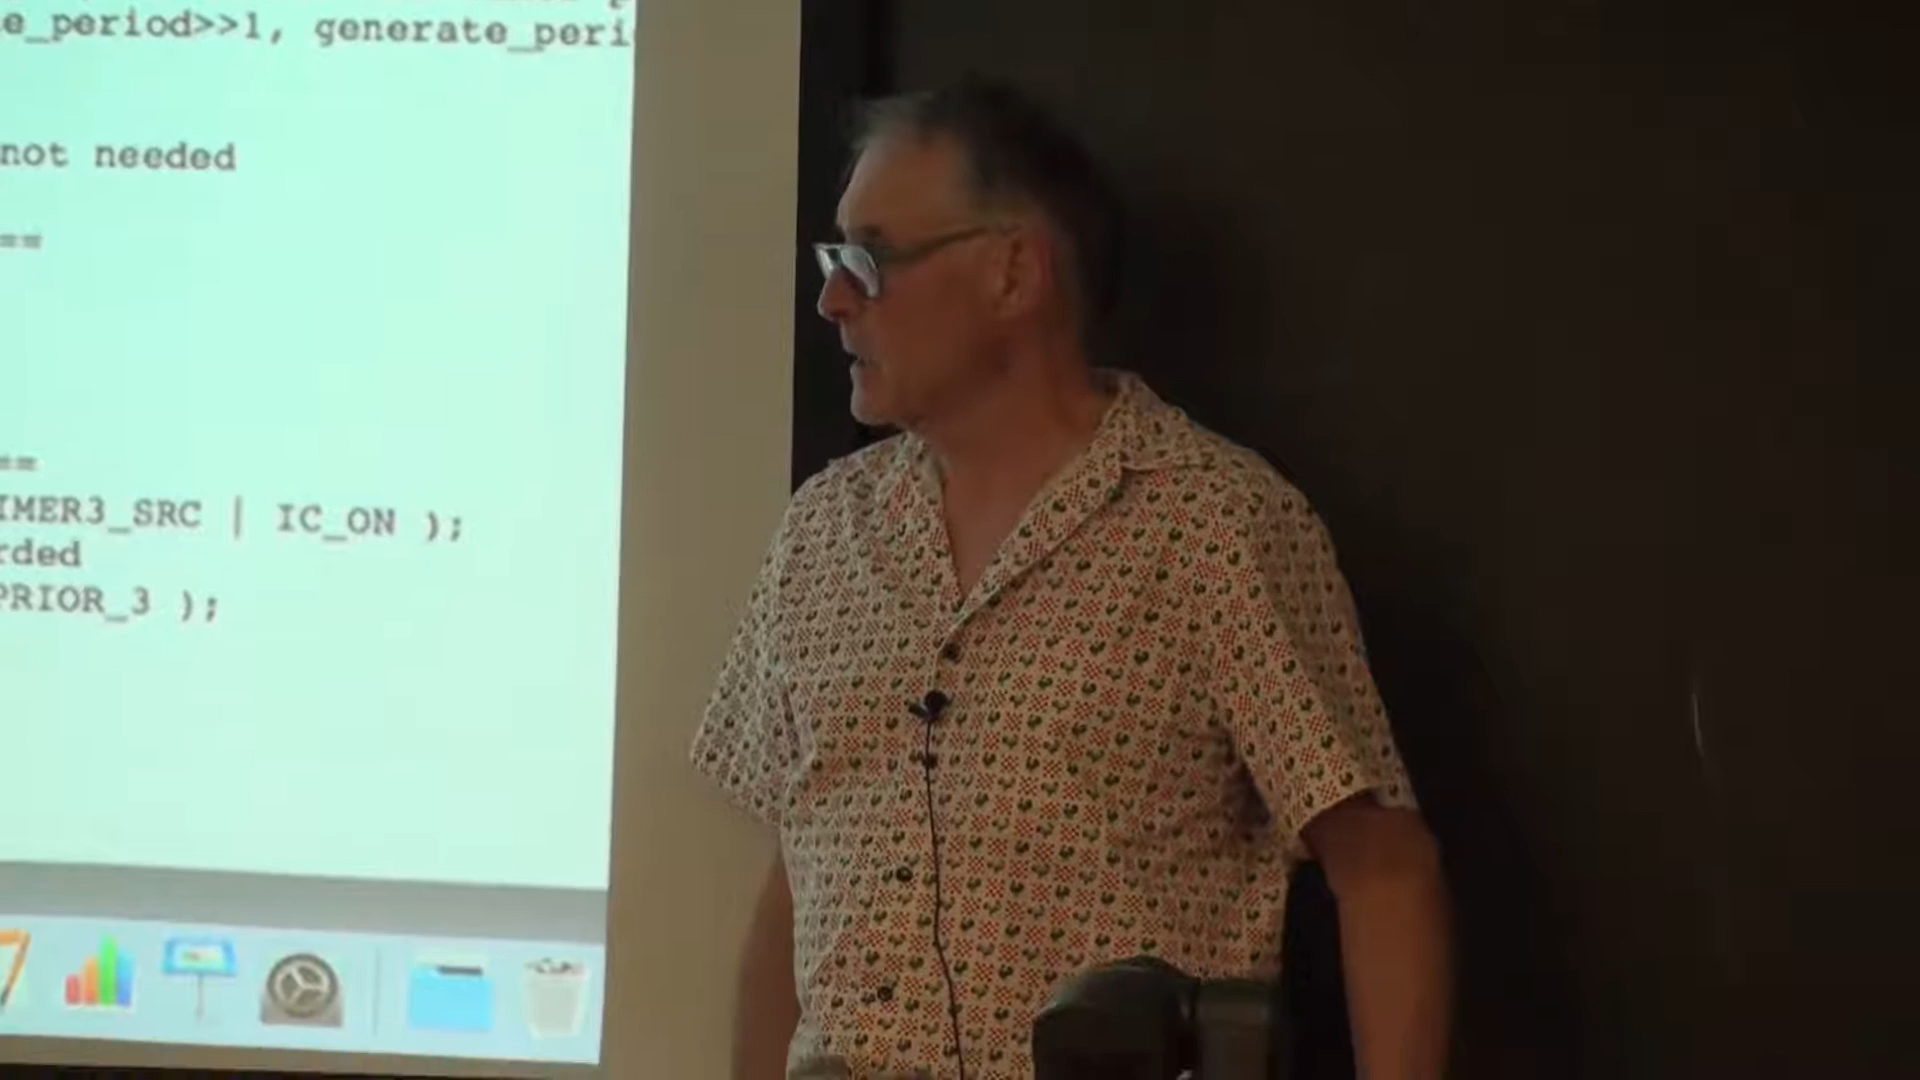 e_period>>1, generate_peri
not needed
==
==
IMER3_SRC | IC_ON );
rded
PRIOR_3 );